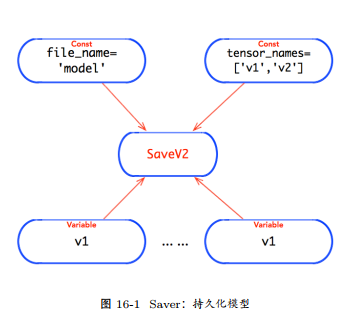 Const
file_name=
'model'
Const
tensor_names=
['v1','v2']
SaveV2
Variable
v1
... ...
Variable
v1
图 16-1 Saver：持久化模型